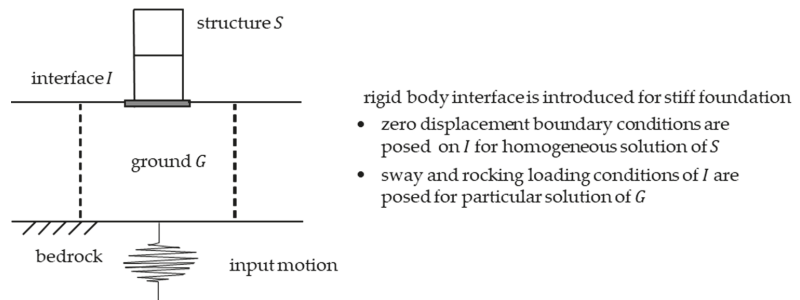 structure S
interface I
ground G
bedrock
input motion
rigid body interface is introduced for stiff foundation
• zero displacement boundary conditions are
posed on I for homogeneous solution of S
• sway and rocking loading conditions of I are
posed for particular solution of G